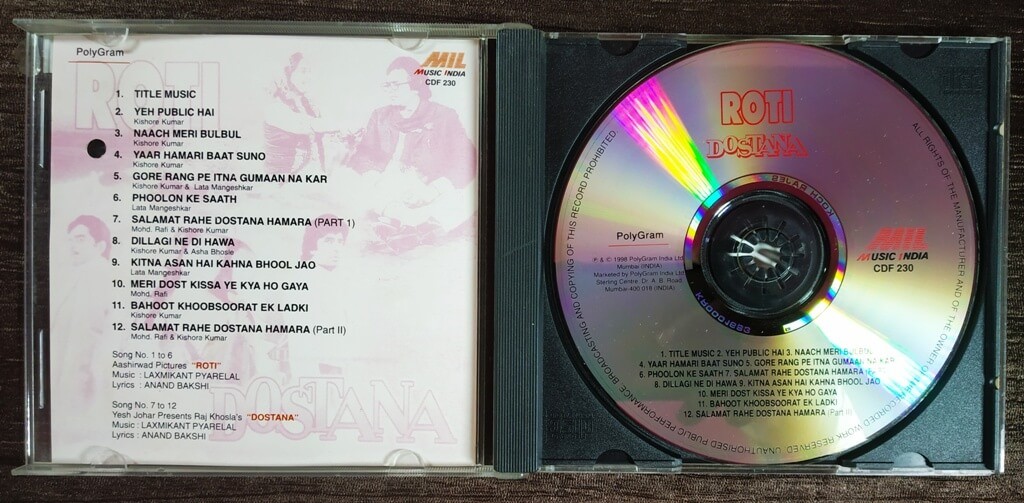 PolyGram
ROTI
MIL
MUSIC INDIA
CDF 230
1. TITLE MUSIC
2. YEH PUBLIC HAI
Kishore Kumar
3. NAACH MERI BULBUL
Kishore Kumar
4. YAAR HAMARI BAAT SUNO
Kishore Kumar
5. GORE RANG PE ITNA GUMAAN NA KAR
Kishore Kumar & Lata Mangeshkar
6. PHOOLON KE SAATH
Lata Mangeshkar
7. SALAMAT RAHE DOSTANA HAMARA (PART 1)
Mohd. Rafi & Kishore Kumar
8. DILLAGI NE DI HAWA
Kishore Kumar & Asha Bhosle
9. KITNA ASAN HAI KAHNA BHOOL JAO
Lata Mangeshkar
10. MERI DOST KISSA YE KYA HO GAYA
Mohd. Rafi
11. BAHOOT KHOOBSOORAT EK LADKI
Kishore Kumar
12. SALAMAT RAHE DOSTANA HAMARA (Part II)
Mohd. Rafi & Kishore Kumar
Song No. 1 to 6
Aashirwad Pictures "ROTI"
Music : LAXMIKANT PYARELAL
Lyrics : ANAND BAKSHI
Song No. 7 to 12
Yesh Johar Presents Raj Khosla's "DOSTANA"
Music : LAXMIKANT PYARELAL
Lyrics : ANAND BAKSHI
DOSTANA
ROTI
DOSTANA
ALL RIGHTS OF THE MANUFACTURER AND OF THE OWNER OF THE RECORDED WORK RESERVED. UNAUTHORISED PUBLIC PERFORMANCE BROADCASTING AND COPYING OF THIS RECORD PROHIBITED
PolyGram
℗ & © 1998 PolyGram India Ltd
Mumbai (INDIA)
Marketed by PolyGram India Ltd
Sterling Centre Dr. A. B. Road
Mumbai-400 018 (INDIA)
MIL
MUSIC INDIA
CDF 230
1. TITLE MUSIC 2. YEH PUBLIC HAI 3. NAACH MERI BULBUL
4. YAAR HAMARI BAAT SUNO 5. GORE RANG PE ITNA GUMAAN NA KAR
6. PHOOLON KE SAATH 7. SALAMAT RAHE DOSTANA HAMARA
8. DILLAGI NE DI HAWA 9. KITNA ASAN HAI KAHNA BHOOL JAO
10. MERI DOST KISSA YE KYA HO GAYA
11. BAHOOT KHOOBSOORAT EK LADKI
12. SALAMAT RAHE DOSTANA HAMARA (Part II)